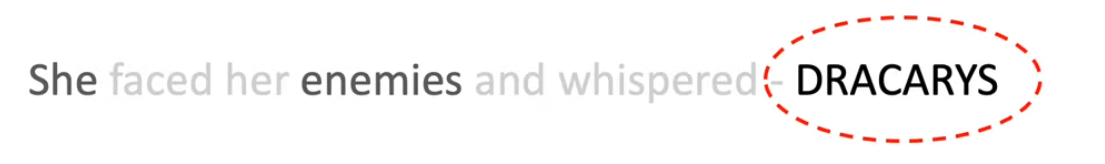 She faced her enemies and whispered - DRACARYS